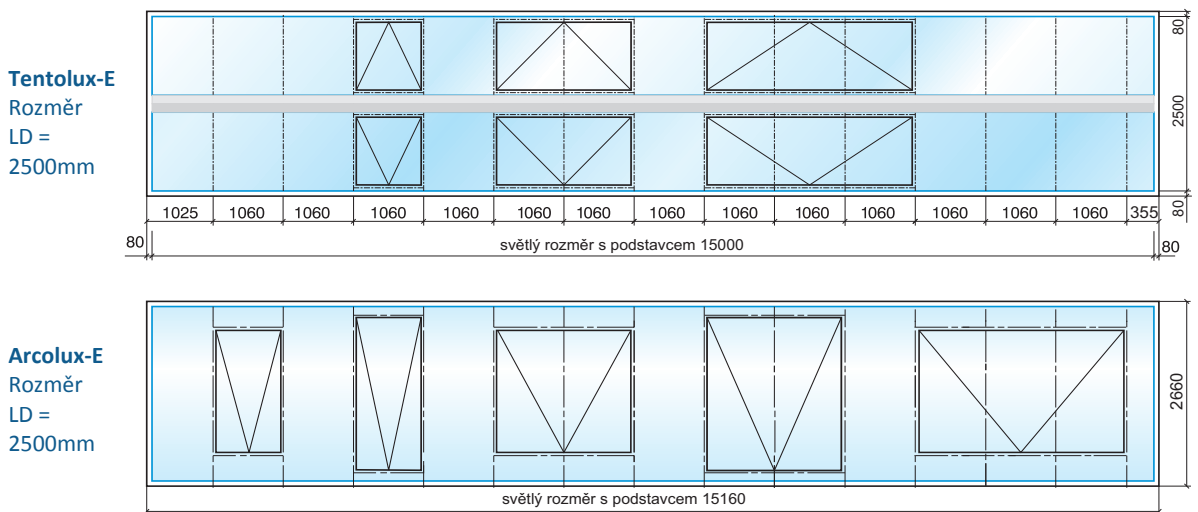 Tentolux-E
Rozměr
LD =
2500mm
80
2500
80
1025 1060 1060 1060 1060 1060 1060 1060 1060 1060 1060 1060 1060 1060 355
80 světlý rozměr s podstavcem 15000 80
Arcolux-E
Rozměr
LD =
2500mm
2660
světlý rozměr s podstavcem 15160